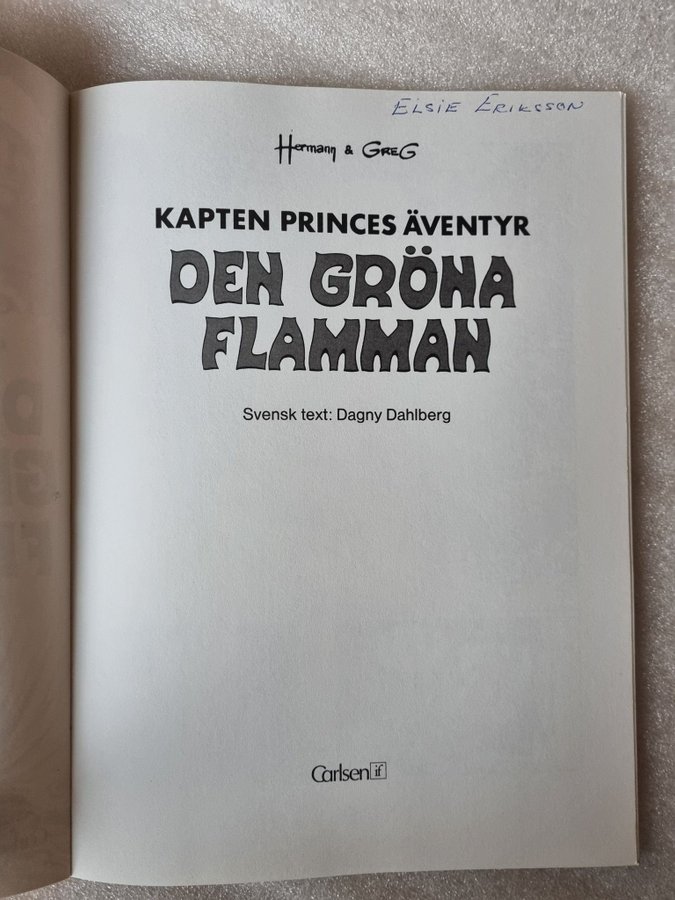 ELSIE ERIKSSON
Hermann & GREG
KAPTEN PRINCES ÄVENTYR
DEN GRÖNA
FLAMMAN
Svensk text: Dagny Dahlberg
Carlsen if